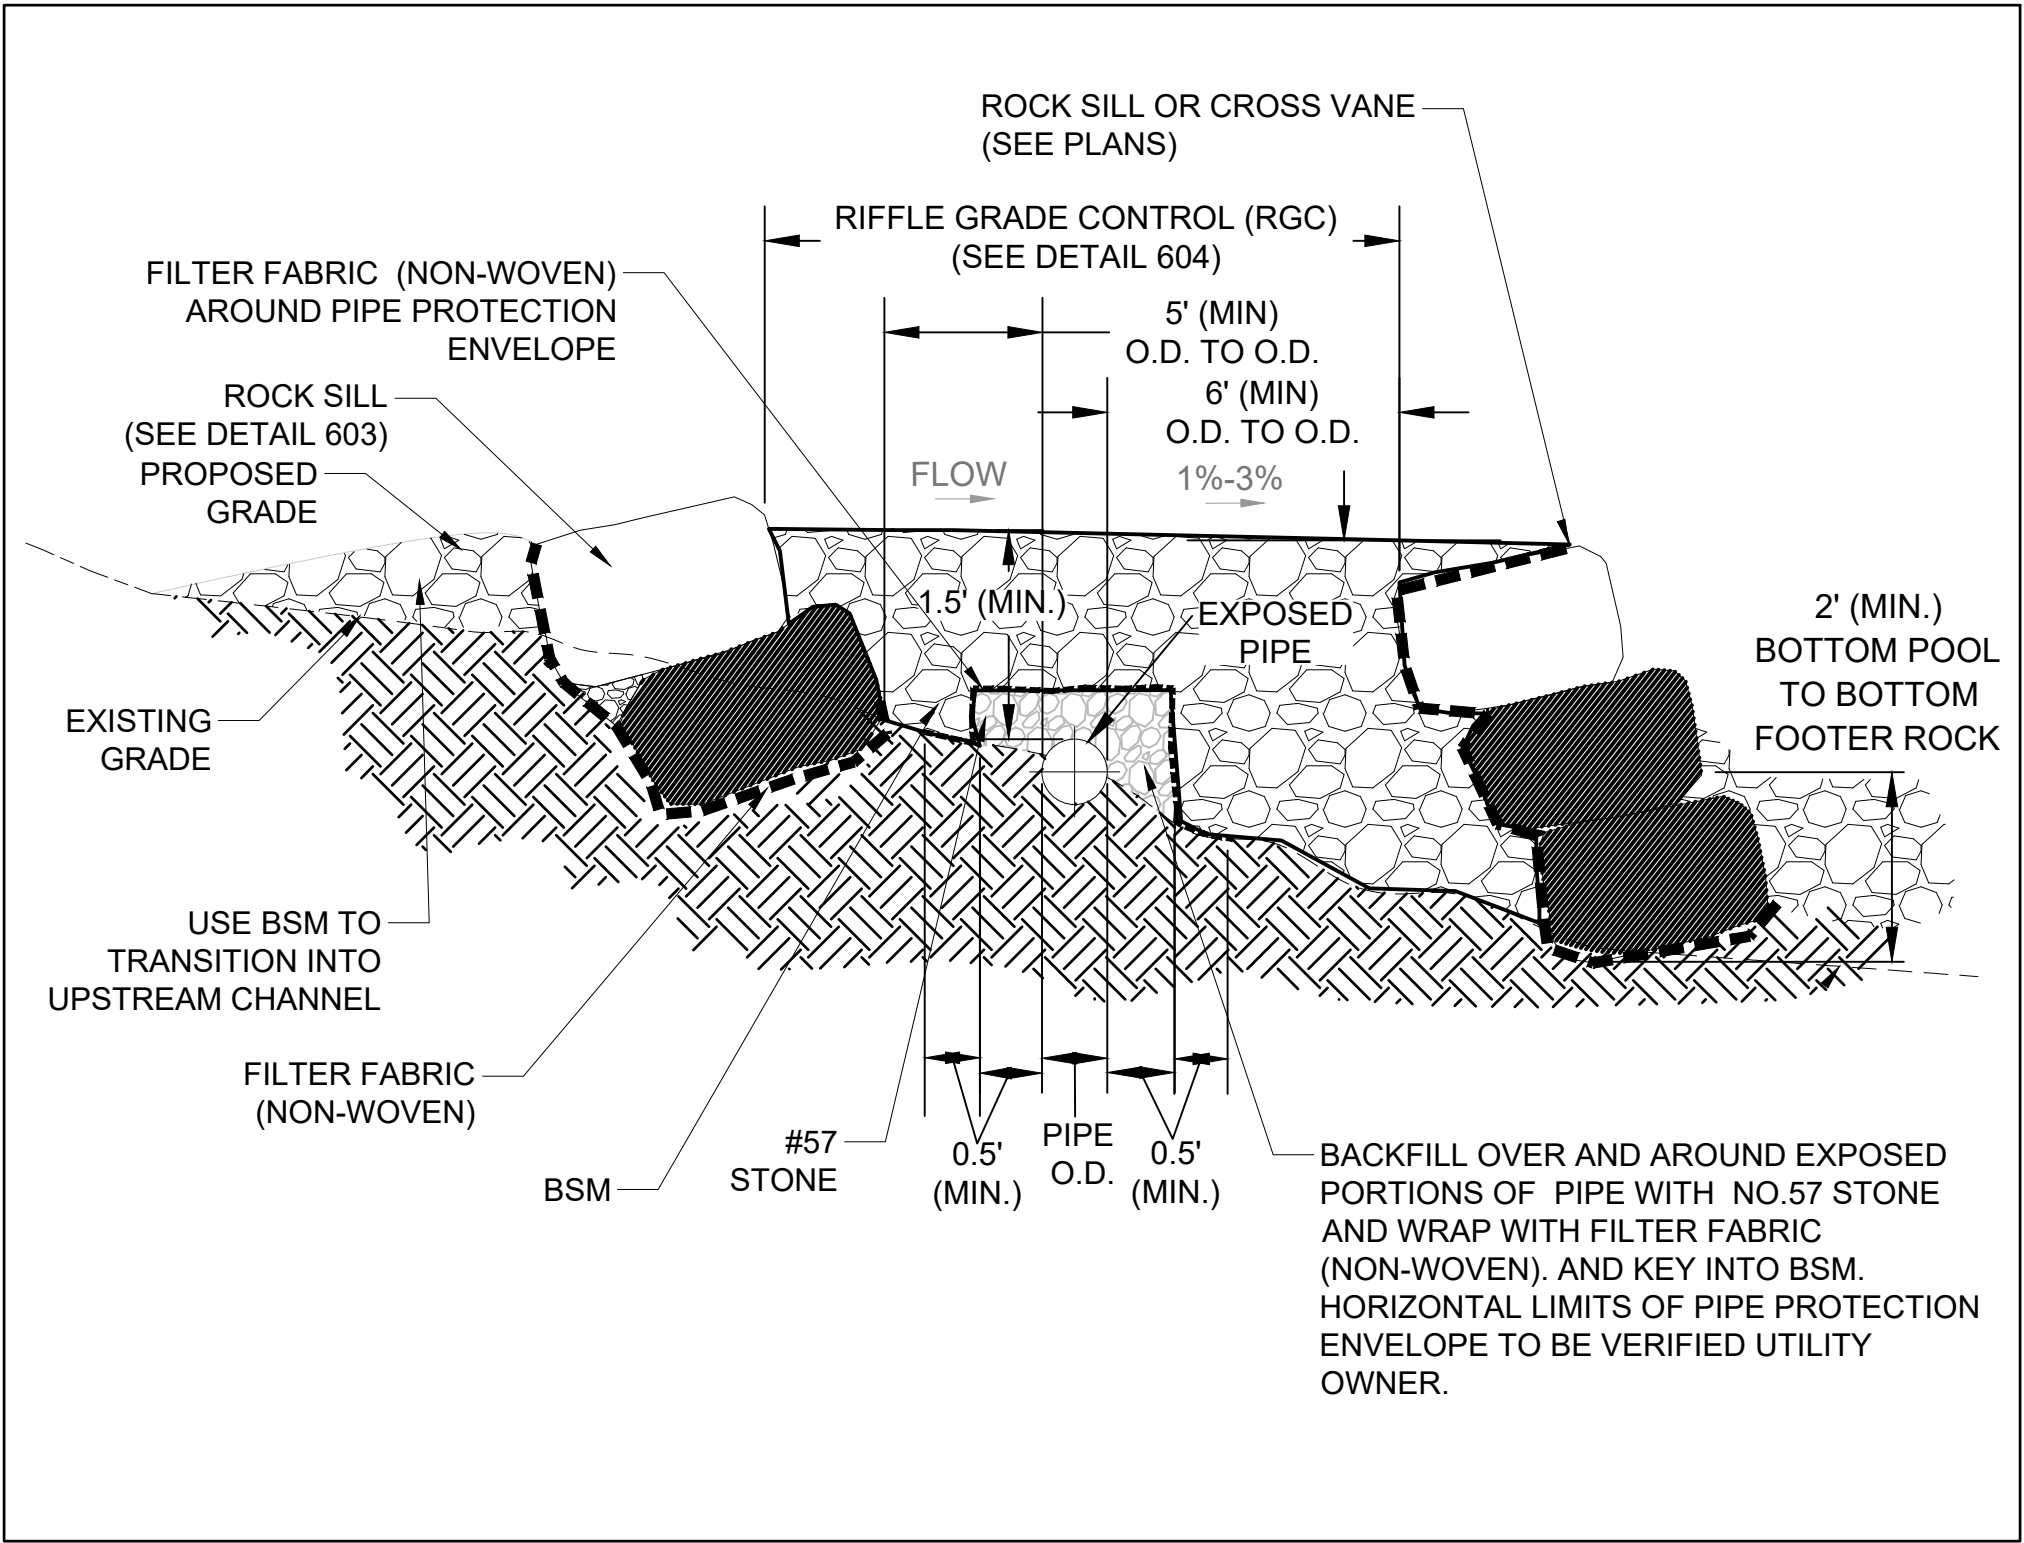 ROCK SILL OR CROSS VANE
(SEE PLANS)
RIFFLE GRADE CONTROL (RGC)
(SEE DETAIL 604)
FILTER FABRIC (NON-WOVEN)
AROUND PIPE PROTECTION
ENVELOPE
5' (MIN)
O.D. TO O.D.
6' (MIN)
O.D. TO O.D.
ROCK SILL
(SEE DETAIL 603)
PROPOSED
GRADE
FLOW
1%-3%
1.5' (MIN.)
EXPOSED
PIPE
2' (MIN.)
BOTTOM POOL
TO BOTTOM
FOOTER ROCK
EXISTING
GRADE
USE BSM TO
TRANSITION INTO
UPSTREAM CHANNEL
FILTER FABRIC
(NON-WOVEN)
BSM
#57
STONE
0.5'
(MIN.)
PIPE
O.D.
0.5'
(MIN.)
BACKFILL OVER AND AROUND EXPOSED
PORTIONS OF PIPE WITH NO.57 STONE
AND WRAP WITH FILTER FABRIC
(NON-WOVEN). AND KEY INTO BSM.
HORIZONTAL LIMITS OF PIPE PROTECTION
ENVELOPE TO BE VERIFIED UTILITY
OWNER.